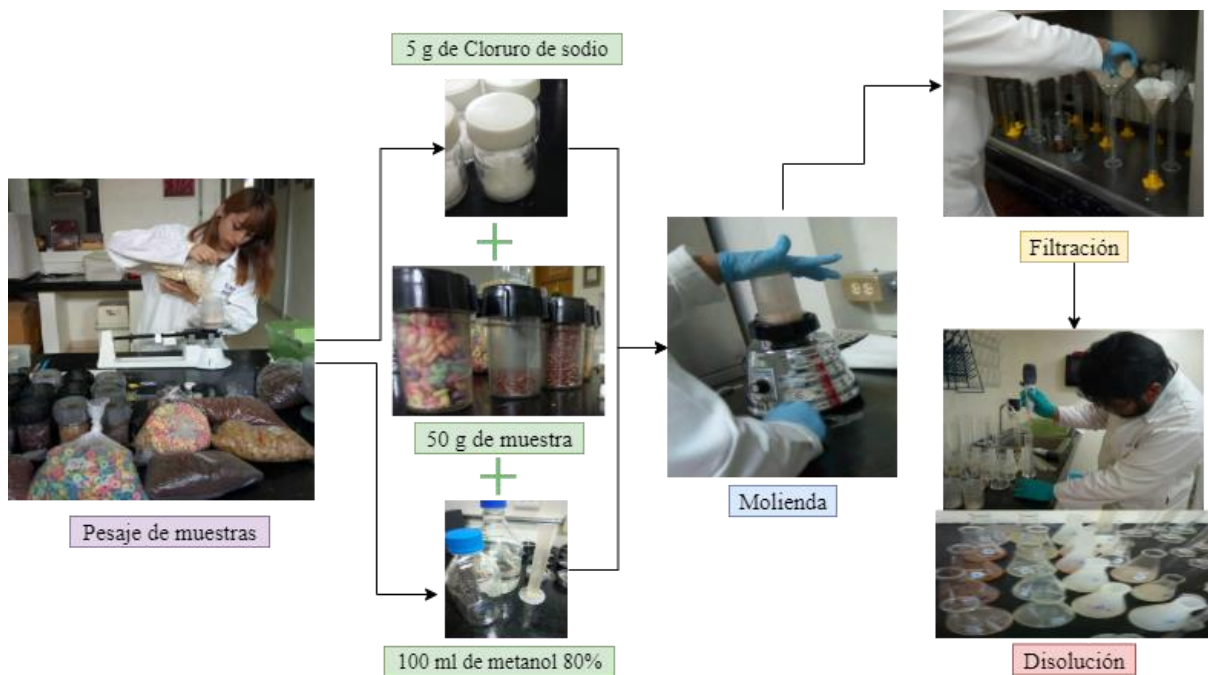 5 g de Cloruro de sodio
Pesaje de muestras
50 g de muestra
100 ml de metanol 80%
Molienda
Filtración
Disolución